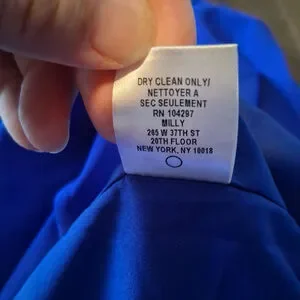 DRY CLEAN ONLY/
NETTOYER A
SEC SEULEMENT
RN 104297
MILLY
265 W 37TH ST
20TH FLOOR
NEW YORK, NY 10018